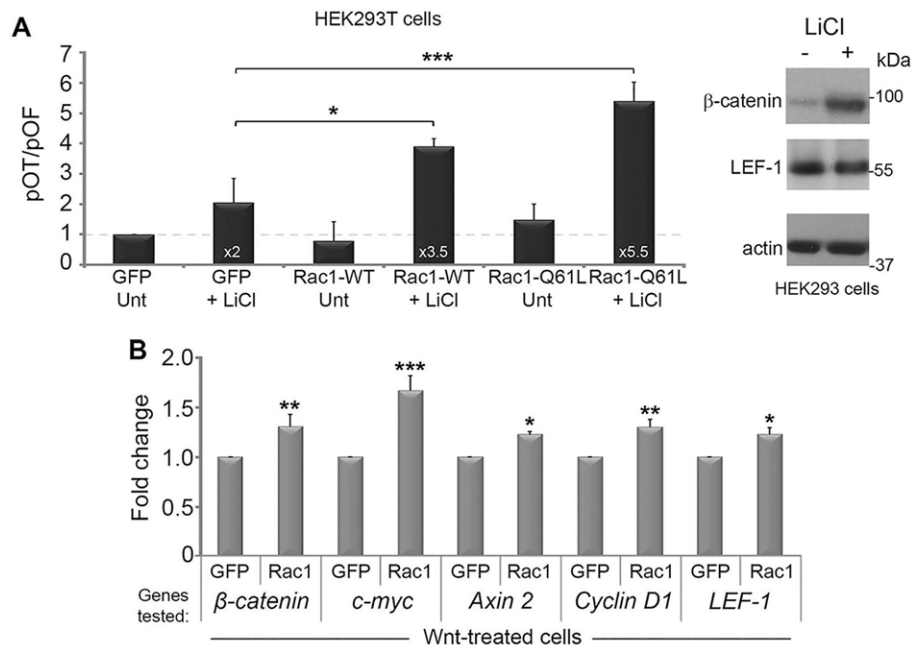 A
HEK293T cells
pOT/pOF
7
6
5
4
3
2
1
0
***
*
x2
x3.5
x5.5
GFP GFP Rac1-WT Rac1-WT Rac1-Q61L Rac1-Q61L
Unt + LiCl Unt + LiCl Unt + LiCl
LiCl
- + kDa
β-catenin -100
LEF-1 -55
actin
-37
HEK293 cells
B
Fold change
2.0
1.5
1.0
0.5
0
** *** * ** *
GFP Rac1 GFP Rac1 GFP Rac1 GFP Rac1 GFP Rac1
Genes tested: β-catenin c-myc Axin 2 Cyclin D1 LEF-1
Wnt-treated cells